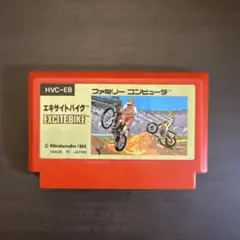 HVC-EB
ファミリー コンピュータ
エキサイトバイク
EXCITEBIKE
© Nintendo 1984
MADE IN JAPAN